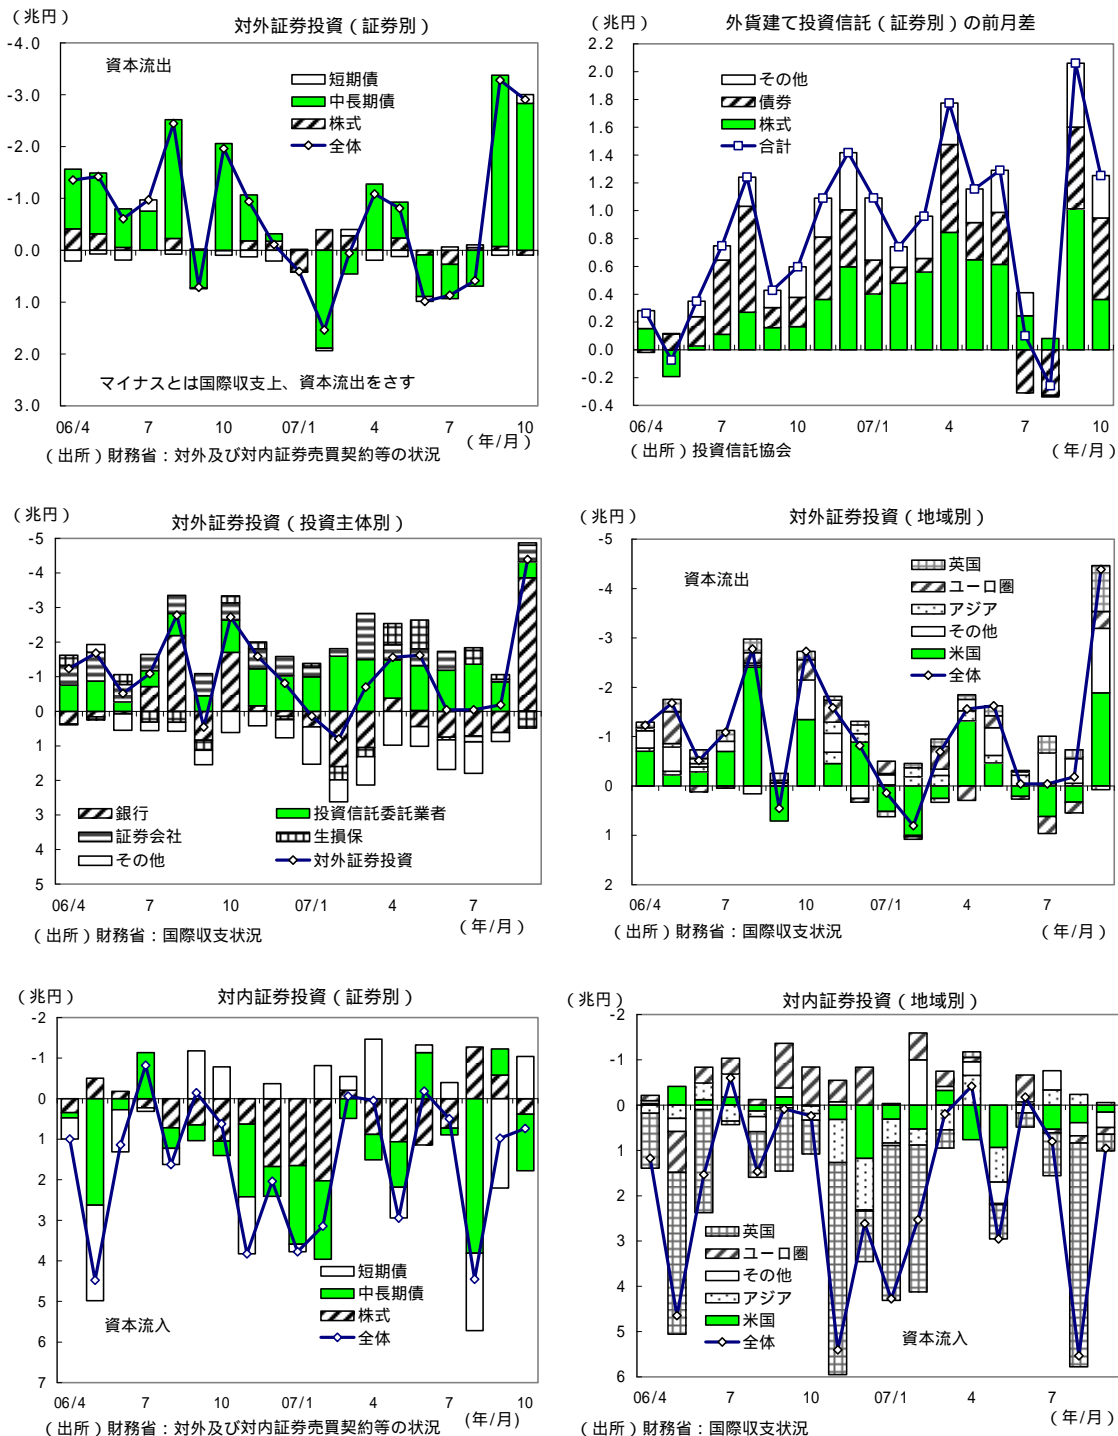 （兆円）
対外証券投資（証券別）
-4.0
-3.0
-2.0
-1.0
0.0
1.0
2.0
3.0
資本流出
短期債
中長期債
株式
全体
マイナスとは国際収支上、資本流出をさす
06/4 7 10 07/1 4 7 10
（年/月）
（出所）財務省：対外及び対内証券売買契約等の状況
（兆円）
外貨建て投資信託（証券別）の前月差
2.2
2.0
1.8
1.6
1.4
1.2
1.0
0.8
0.6
0.4
0.2
0.0
-0.2
-0.4
その他
債券
株式
合計
06/4 7 10 07/1 4 7 10
（年/月）
（出所）投資信託協会
（兆円）
対外証券投資（投資主体別）
-5
-4
-3
-2
-1
0
1
2
3
4
5
銀行
投資信託委託業者
証券会社
生損保
その他
対外証券投資
06/4 7 10 07/1 4 7
（年/月）
（出所）財務省：国際収支状況
（兆円）
対外証券投資（地域別）
-5
-4
-3
-2
-1
0
1
2
資本流出
英国
ユーロ圏
アジア
その他
米国
全体
06/4 7 10 07/1 4 7
（年/月）
（出所）財務省：国際収支状況
（兆円）
対内証券投資（証券別）
-2
-1
0
1
2
3
4
5
6
7
短期債
中長期債
株式
全体
資本流入
06/4 7 10 07/1 4 7 10
(年/月)
（出所）財務省：対外及び対内証券売買契約等の状況
（兆円）
対内証券投資（地域別）
-2
-1
0
1
2
3
4
5
6
英国
ユーロ圏
その他
アジア
米国
全体
資本流入
06/4 7 10 07/1 4 7
（年/月）
（出所）財務省：国際収支状況